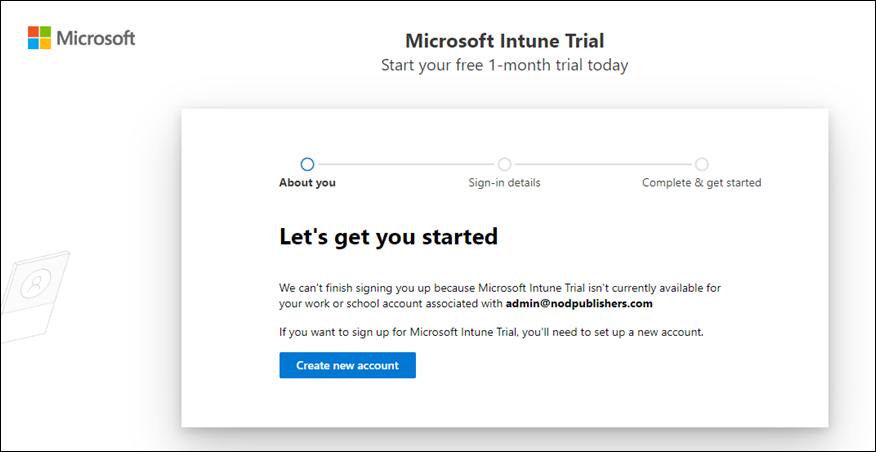 Microsoft
Microsoft Intune Trial
Start your free 1-month trial today
About you
Sign-in details
Complete & get started
Let's get you started
We can't finish signing you up because Microsoft Intune Trial isn't currently available for
your work or school account associated with admin@nodpublishers.com
If you want to sign up for Microsoft Intune Trial, you'll need to set up a new account.
Create new account